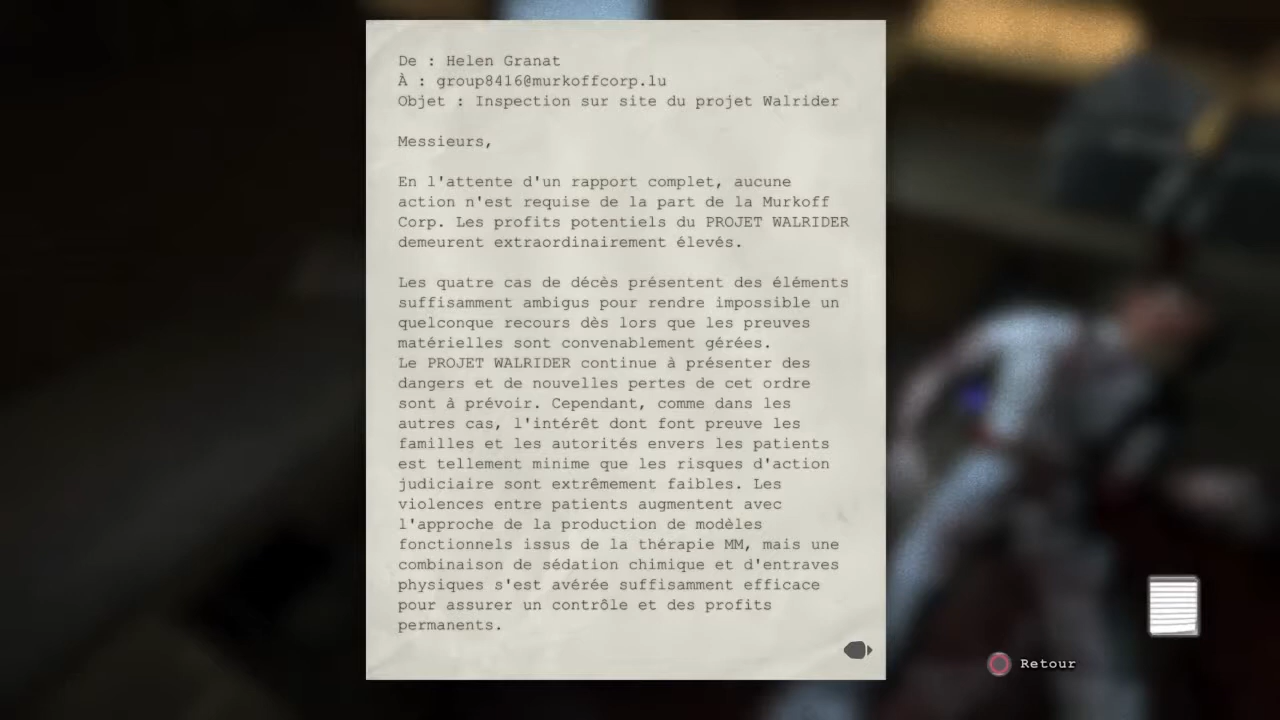 De : Helen Granat
À : group8416@murkoffcorp.lu
Objet : Inspection sur site du projet Walrider
Messieurs,
En l'attente d'un rapport complet, aucune
action n'est requise de la part de la Murkoff
Corp. Les profits potentiels du PROJET WALRIDER
demeurent extraordinairement élevés.
Les quatre cas de décès présentent des éléments
suffisamment ambigus pour rendre impossible un
quelconque recours dès lors que les preuves
matérielles sont convenablement gérées.
Le PROJET WALRIDER continue à présenter des
dangers et de nouvelles pertes de cet ordre
sont à prévoir. Cependant, comme dans les
autres cas, l'intérêt dont font preuve les
familles et les autorités envers les patients
est tellement minime que les risques d'action
judiciaire sont extrêmement faibles. Les
violences entre patients augmentent avec
l'approche de la production de modèles
fonctionnels issus de la thérapie MM, mais une
combinaison de sédation chimique et d'entraves
physiques s'est avérée suffisamment efficace
pour assurer un contrôle et des profits
permanents.
Retour